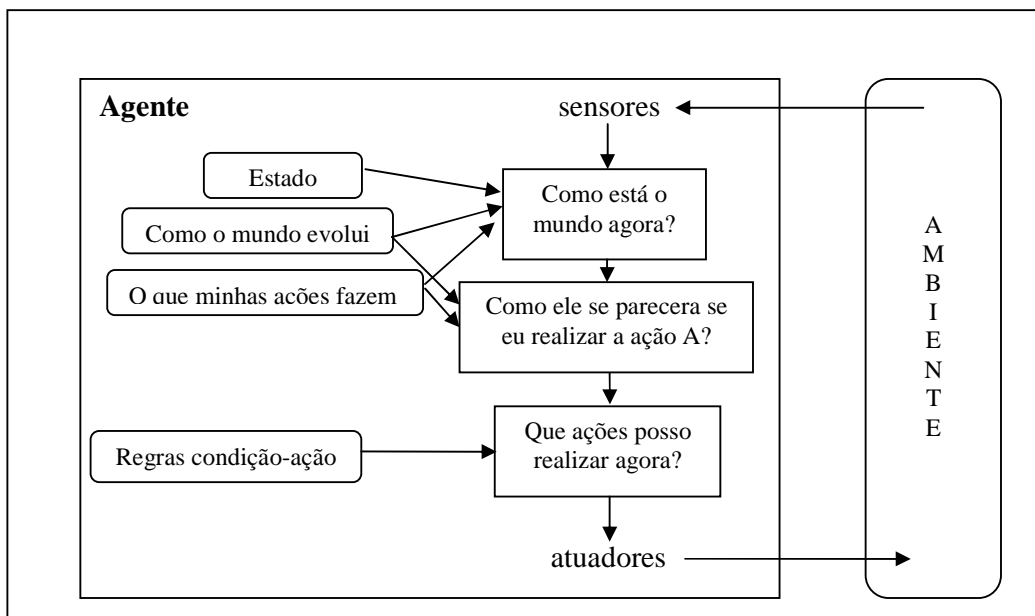 Agente
sensores
Estado
Como está o
mundo agora?
Como o mundo evolui
O que minhas ações fazem
Como ele se parecera se
eu realizar a ação A?
Que ações posso
realizar agora?
Regras condição-ação
atuadores
AMBIENTE